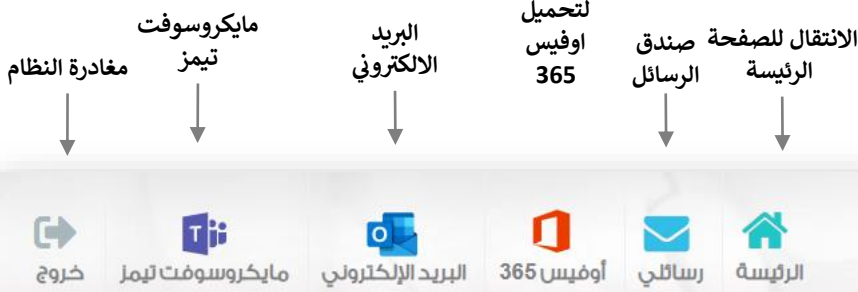 الانتقال للصفحة
الرئيسة
صندق
الرسائل
لتحميل
اوفيس
365
البريد
الالكتروني
مايكروسوفت
تيمز
مغادرة النظام
الرئيسة
رسائلي
أوفيس 365
البريد الإلكتروني
مايكروسوفت تيمز
خروج